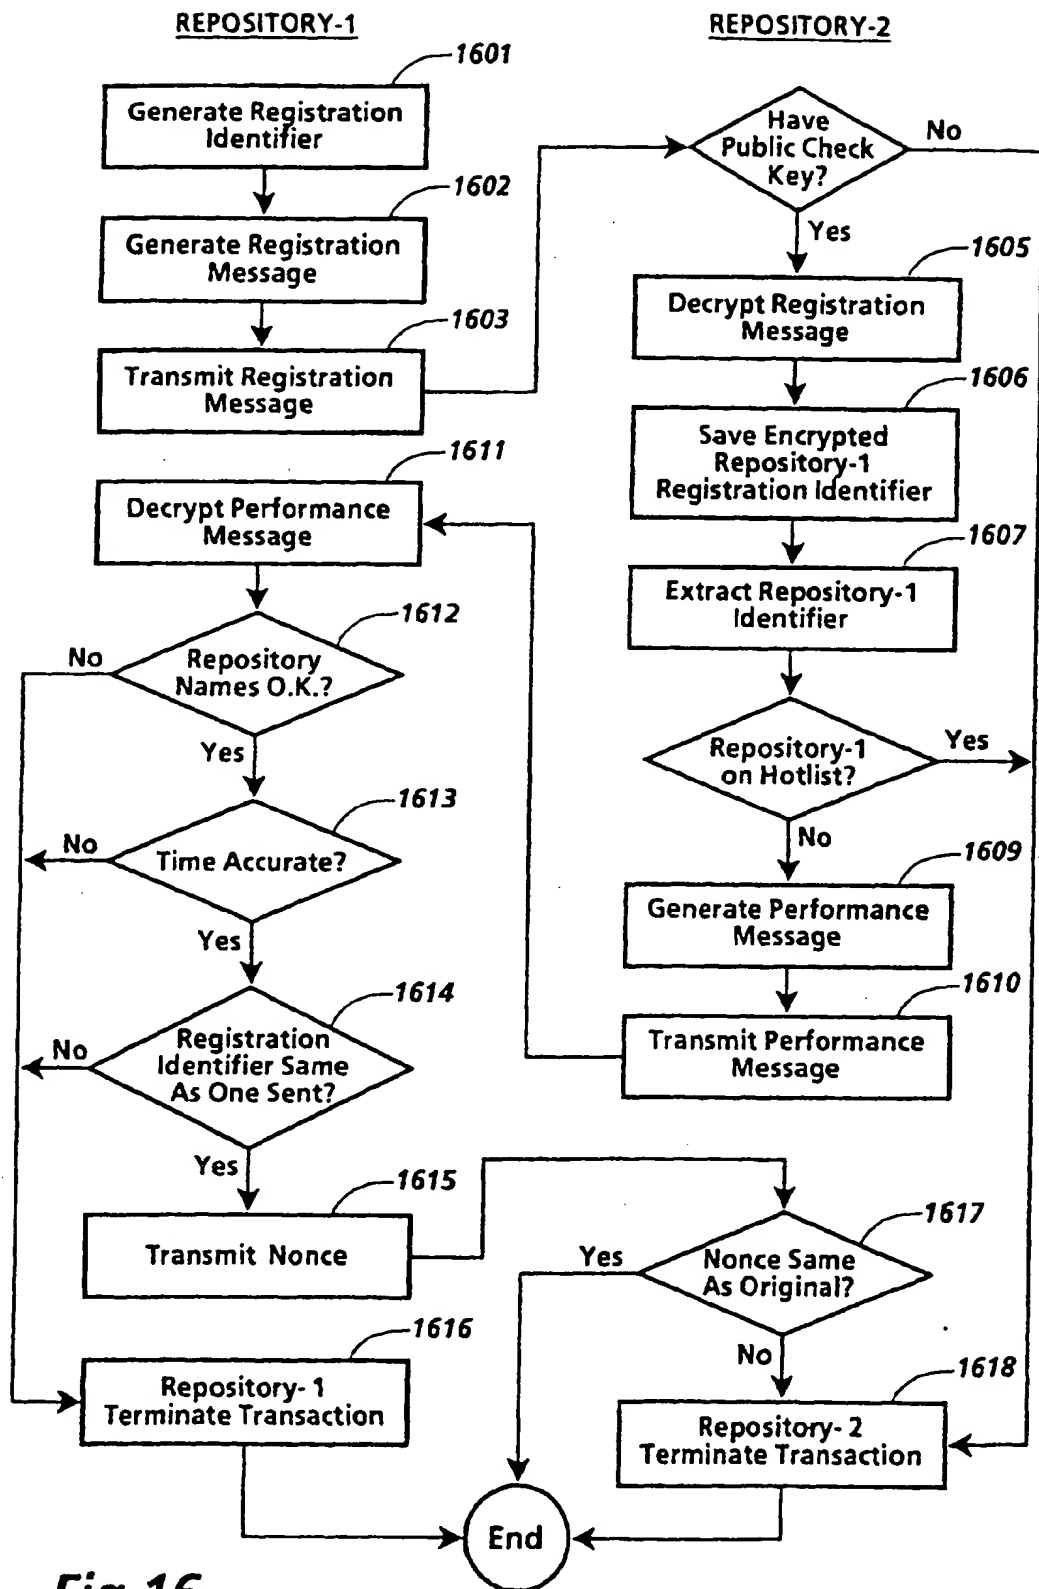 REPOSITORY-1
1601
Generate Registration
Identifier
1602
Generate Registration
Message
1603
Transmit Registration
Message
1611
Decrypt Performance
Message
1612
No
Repository
Names O.K.?
Yes
1613
No
Time Accurate?
Yes
1614
No
Registration
Identifier Same
As One Sent?
Yes
1615
Transmit Nonce
1616
Repository- 1
Terminate Transaction
REPOSITORY-2
Have
Public Check
Key?
No
Yes
1605
Decrypt Registration
Message
1606
Save Encrypted
Repository-1
Registration Identifier
1607
Extract Repository-1
Identifier
Repository-1
on Hotlist?
Yes
No
1609
Generate Performance
Message
1610
Transmit Performance
Message
1617
Yes
Nonce Same
As Original?
No
1618
Repository- 2
Terminate Transaction
End
Fig 16